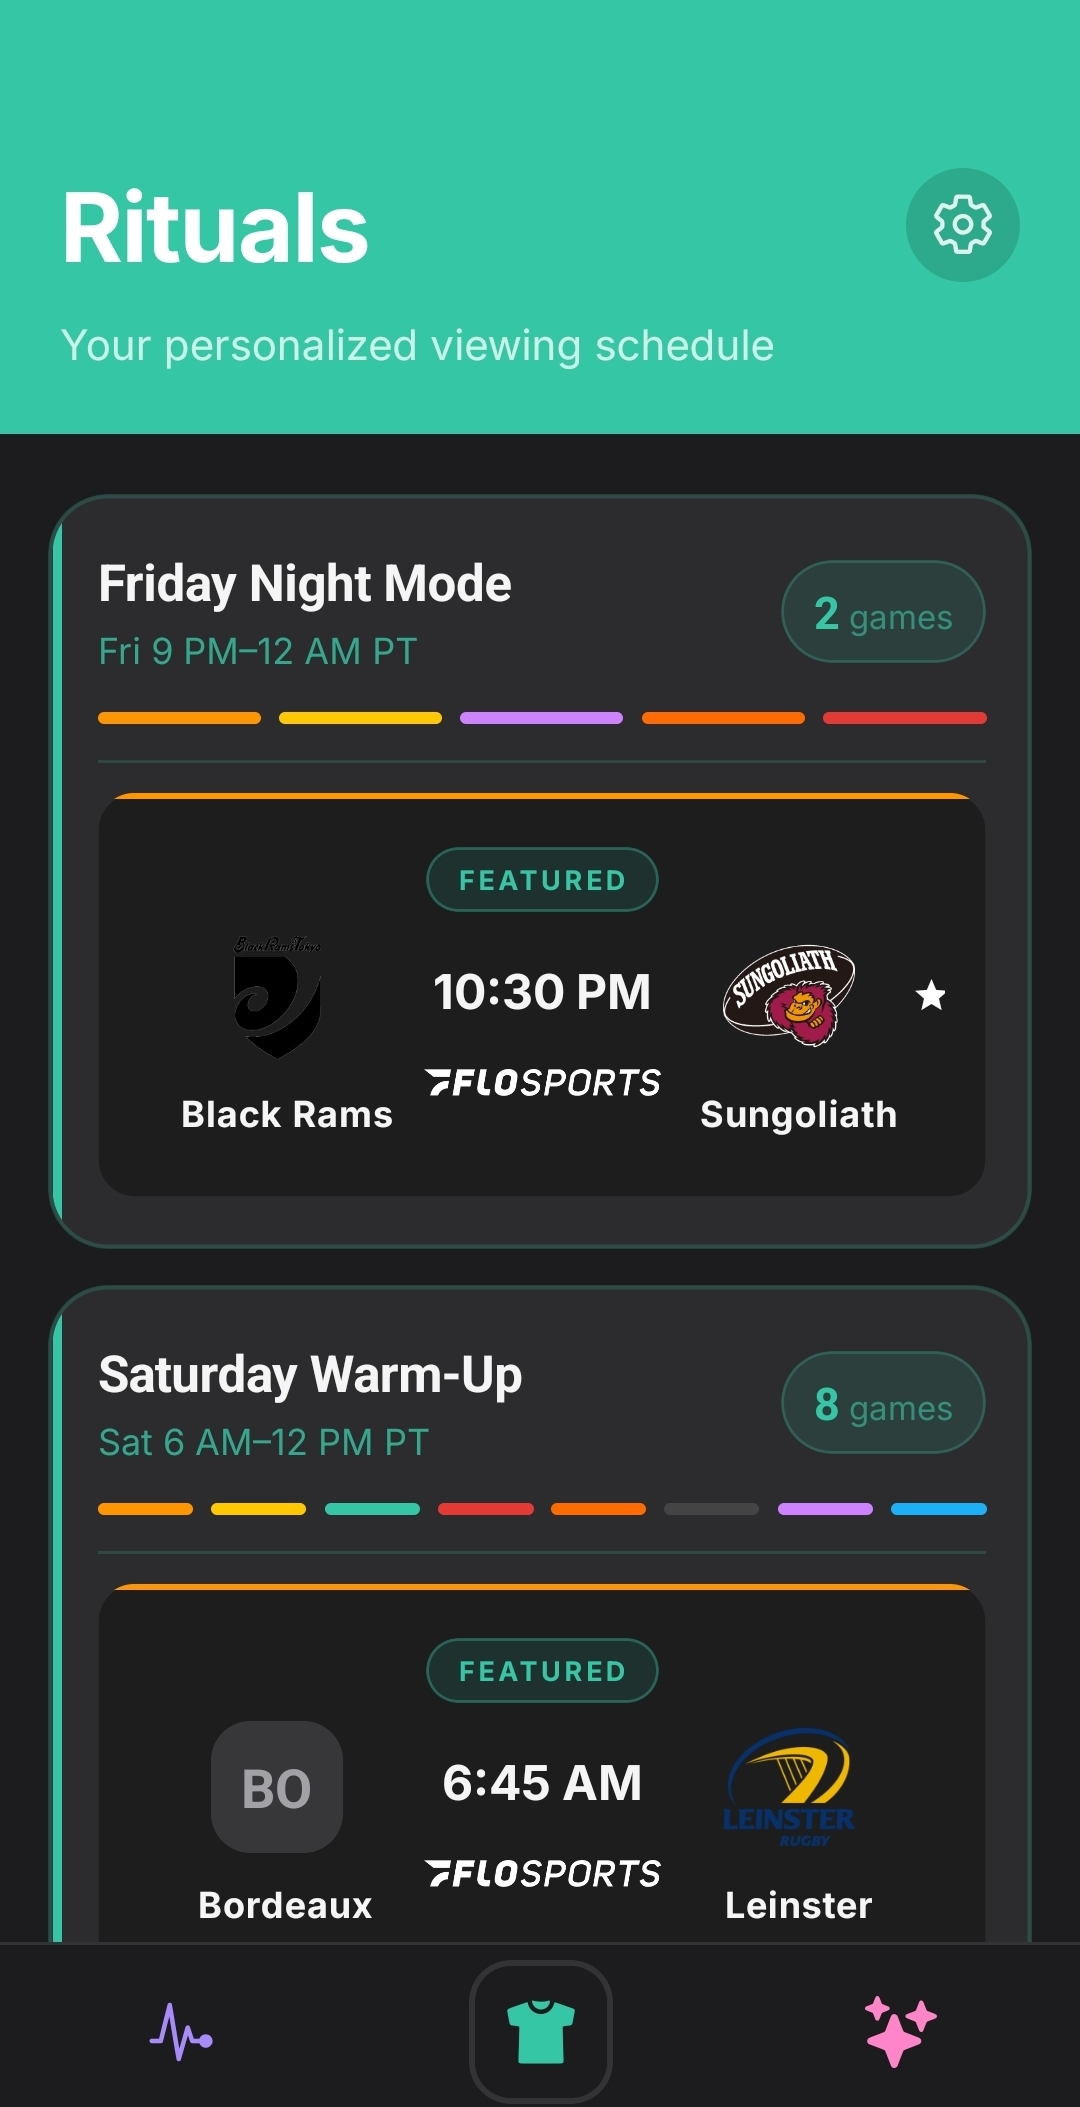 Rituals
Your personalized viewing schedule
Friday Night Mode
2 games
Fri 9 PM–12 AM PT
FEATURED
BlackRamsTokyo
SUNGOLIATH
10:30 PM
FLOSPORTS
Black Rams
Sungoliath
Saturday Warm-Up
8 games
Sat 6 AM–12 PM PT
FEATURED
BO
6:45 AM
LEINSTER
RUGBY
FLOSPORTS
Bordeaux
Leinster